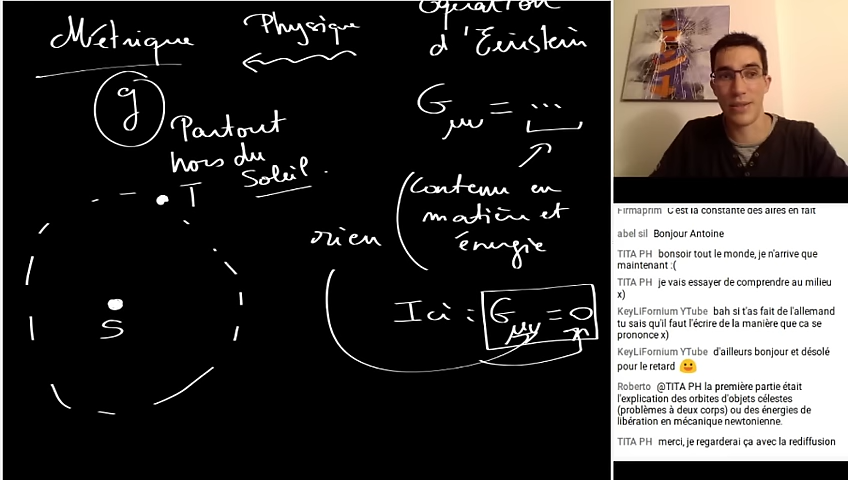 Métrique
Physique
équation
d'Einstein
g
Partout
hors du
Soleil.
Gμν = ...
contenu en
matière et
énergie
rien
T
S
Ici : Gμν = 0
Firmaprim C'est la constante des aires en fait
abel sil Bonjour Antoine
TITA PH bonsoir tout le monde, je n'arrive que
maintenant :(
TITA PH je vais essayer de comprendre au milieu
x)
KeyLiFornium YTube bah si t'as fait de l'allemand
tu sais qu'il faut l'écrire de la manière que ca se
prononce x)
KeyLiFornium YTube d'ailleurs bonjour et désolé
pour le retard
Roberto @TITA PH la première partie était
l'explication des orbites d'objets célestes
(problèmes à deux corps) ou des énergies de
libération en mécanique newtonienne.
TITA PH merci, je regarderai ça avec la rediffusion